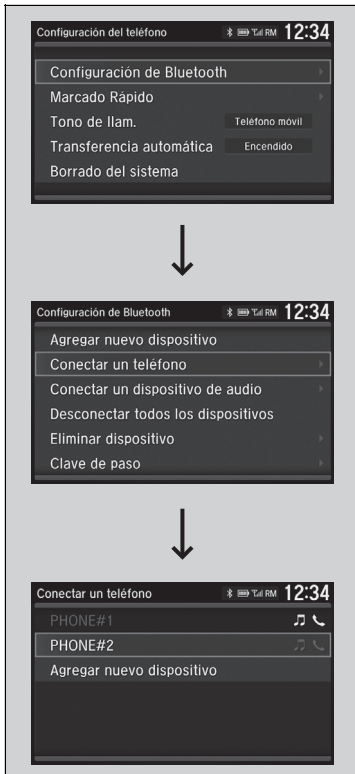 Configuración del teléfono RM 12:34
Configuración de Bluetooth
Marcado Rápido
Tono de llam. Teléfono móvil
Transferencia automática Encendido
Borrado del sistema
Configuración de Bluetooth RM 12:34
Agregar nuevo dispositivo
Conectar un teléfono
Conectar un dispositivo de audio
Desconectar todos los dispositivos
Eliminar dispositivo
Clave de paso
Conectar un teléfono RM 12:34
PHONE#1
PHONE#2
Agregar nuevo dispositivo